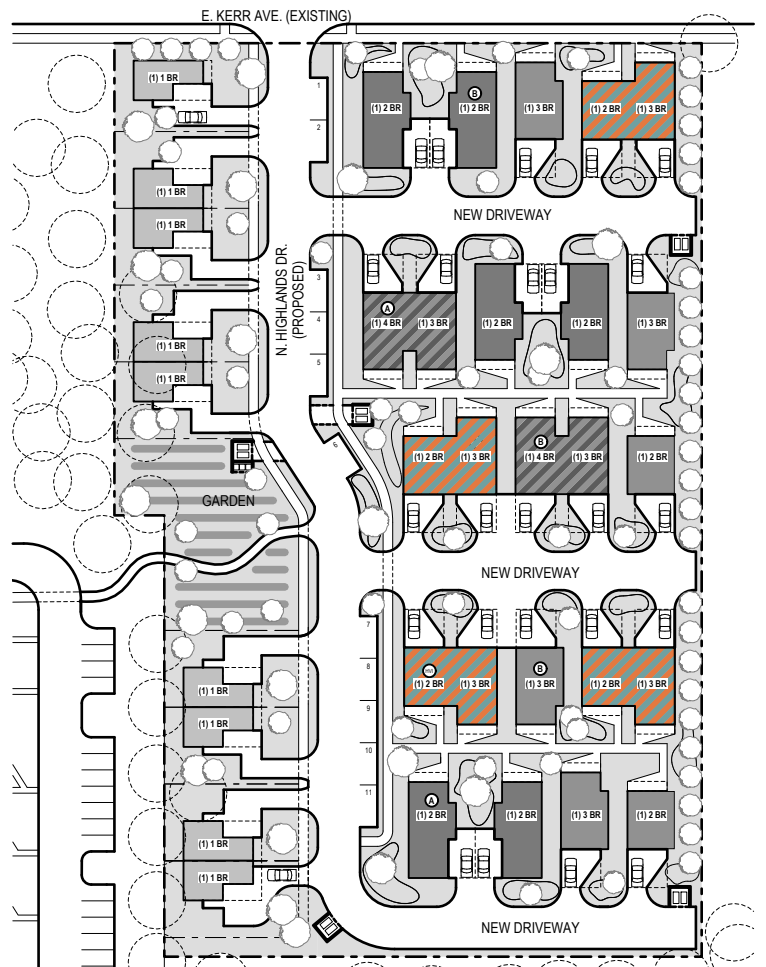 E. KERR AVE. (EXISTING)
(1) 1 BR
1
2
(1) 2 BR
B
(1) 2 BR
(1) 3 BR
(1) 2 BR
(1) 3 BR
(1) 1 BR
(1) 1 BR
NEW DRIVEWAY
N. HIGHLANDS DR.
(PROPOSED)
3
4
5
A
(1) 4 BR
(1) 3 BR
(1) 2 BR
(1) 2 BR
(1) 3 BR
(1) 1 BR
(1) 1 BR
6
(1) 2 BR
(1) 3 BR
B
(1) 4 BR
(1) 3 BR
(1) 2 BR
GARDEN
NEW DRIVEWAY
7
8
9
10
11
HVI
(1) 2 BR
(1) 3 BR
B
(1) 3 BR
(1) 2 BR
(1) 3 BR
(1) 1 BR
(1) 1 BR
A
(1) 2 BR
(1) 2 BR
(1) 3 BR
(1) 2 BR
(1) 1 BR
(1) 1 BR
NEW DRIVEWAY